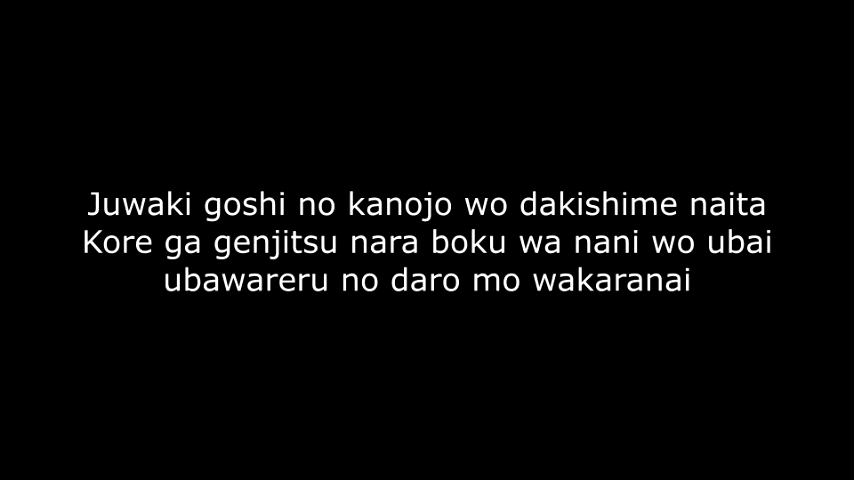 Juwaki goshi no kanojo wo dakishime naita
Kore ga genjitsu nara boku wa nani wo ubai
ubawareru no daro mo wakaranai